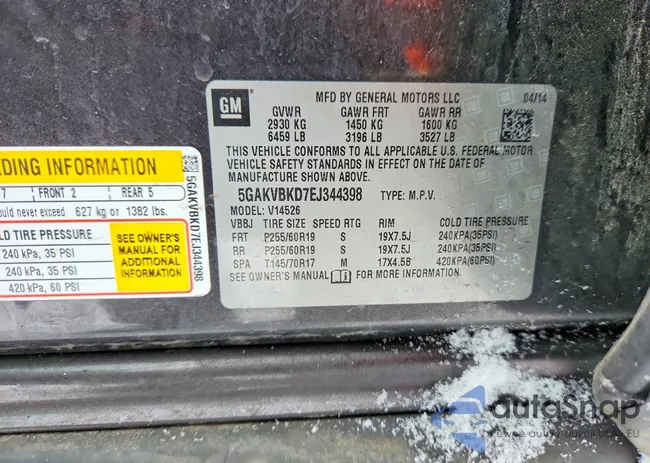 GM
MFD BY GENERAL MOTORS LLC 04/14
GVWR GAWR FRT GAWR RR
2930 KG 1450 KG 1600 KG
6459 LB 3196 LB 3527 LB
THIS VEHICLE CONFORMS TO ALL APPLICABLE U.S. FEDERAL MOTOR
VEHICLE SAFETY STANDARDS IN EFFECT ON THE DATE OF
MANUFACTURE SHOWN ABOVE.
5GAKVBKD7EJ344398 TYPE: M.P.V.
MODEL: V14526
VBBJ TIRE SIZE SPEED RTG RIM COLD TIRE PRESSURE
FRT P255/60R19 S 19X7.5J 240KPA(35PSI)
RR P255/60R19 S 19X7.5J 240KPA(35PSI)
SPA T145/70R17 M 17X4.5B 420KPA(60PSI)
SEE OWNER'S MANUAL FOR MORE INFORMATION.
DING INFORMATION
7 FRONT 2 REAR 5
ould never exceed 627 kg or 1382 lbs.
LD TIRE PRESSURE
240 kPa, 35 PSI
240 kPa, 35 PSI
420 kPa, 60 PSI
SEE OWNER'S
MANUAL FOR
ADDITIONAL
INFORMATION
5GAKVBKD7EJ344398
autoSnap